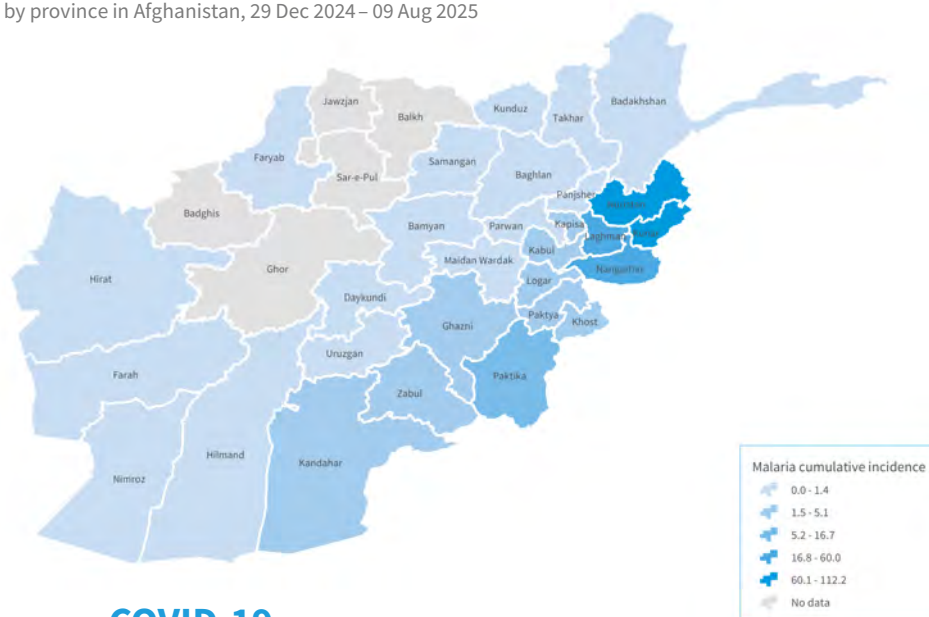 by province in Afghanistan, 29 Dec 2024 – 09 Aug 2025
Jawzjan
Balkh
Kunduz
Takhar
Badakhshan
Faryab
Sar-e-Pul
Samangan
Baghlan
Panjsher
Nuristan
Badghis
Bamyan
Parwan
Kapisa
Laghman
Kunar
Hirat
Ghor
Maidan Wardak
Kabul
Nangarhar
Logar
Daykundi
Ghazni
Paktya
Khost
Uruzgan
Farah
Paktika
Zabul
Hilmand
Kandahar
Nimroz
Malaria cumulative incidence
0.0 - 1.4
1.5 - 5.1
5.2 - 16.7
16.8 - 60.0
60.1 - 112.2
No data
COVID-19